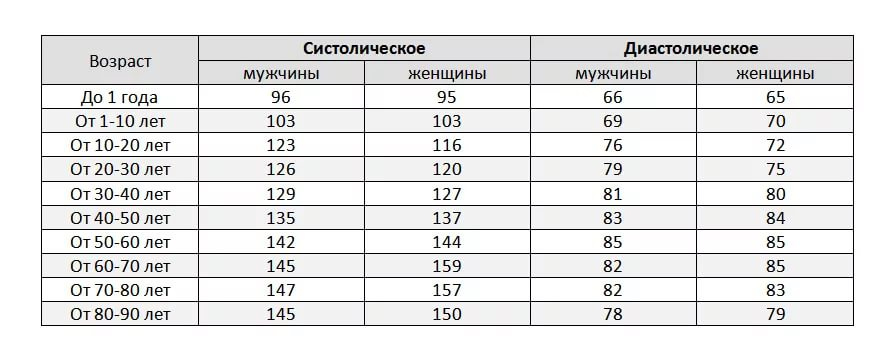 Возраст Систолическое Диастолическое
мужчины женщины мужчины женщины
До 1 года 96 95 66 65
От 1-10 лет 103 103 69 70
От 10-20 лет 123 116 76 72
От 20-30 лет 126 120 79 75
От 30-40 лет 129 127 81 80
От 40-50 лет 135 137 83 84
От 50-60 лет 142 144 85 85
От 60-70 лет 145 159 82 85
От 70-80 лет 147 157 82 83
От 80-90 лет 145 150 78 79